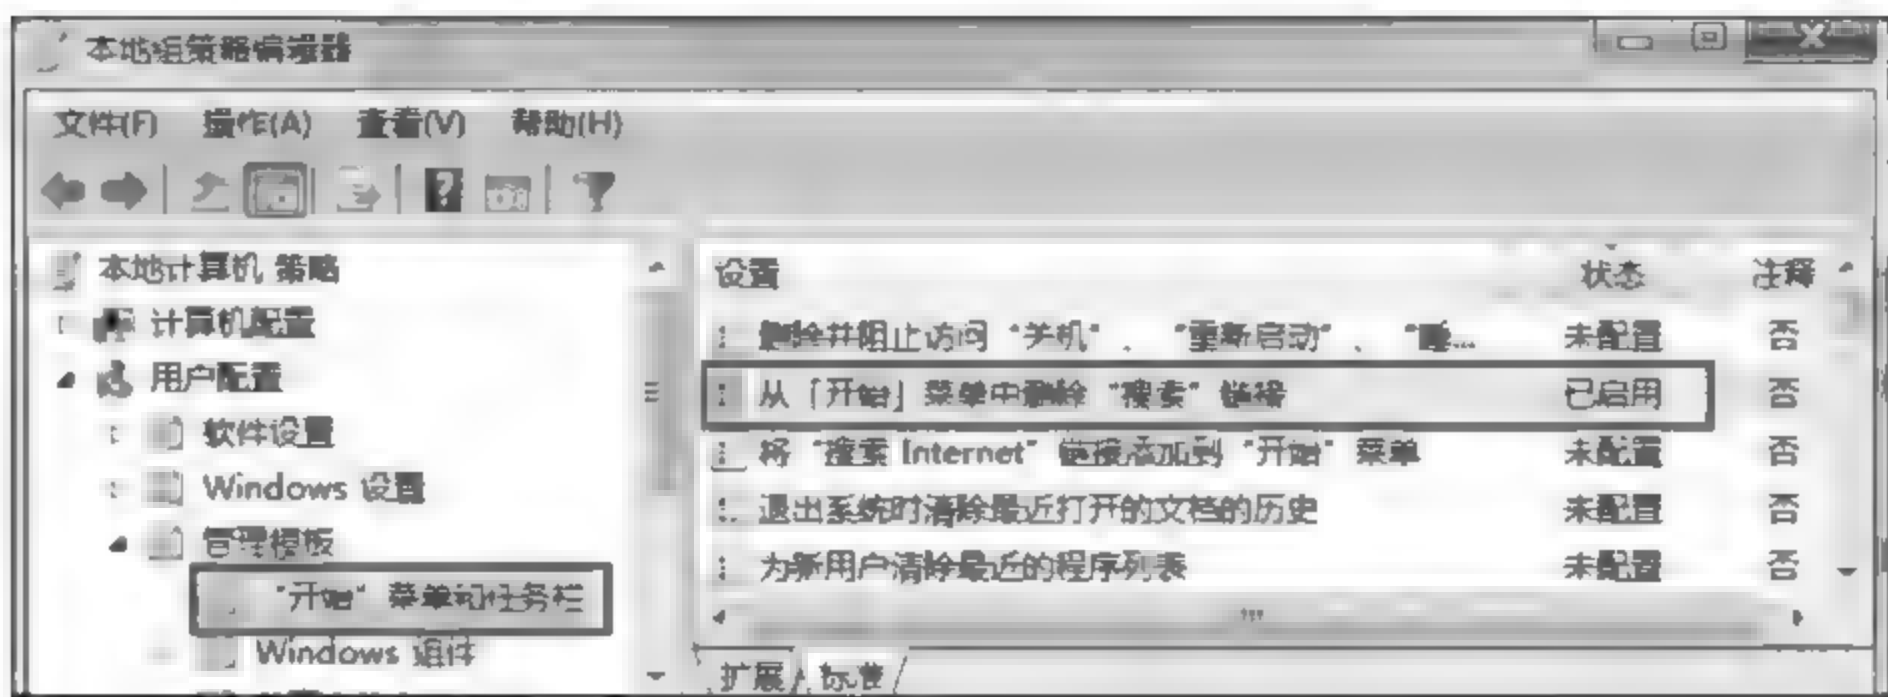 本地组策略编辑器
文件(F) 操作(A) 查看(V) 帮助(H)
本地计算机 策略
计算机配置
用户配置
软件设置
Windows 设置
管理模板
"开始" 菜单和任务栏
Windows 组件
设置 状态 注释
删除并阻止访问 "关机"、"重新启动"、"睡... 未配置 否
从「开始」菜单中删除 "搜索" 链接 已启用 否
将 "搜索 Internet" 链接添加到 "开始" 菜单 未配置 否
退出系统时清除最近打开的文档的历史 未配置 否
为新用户清除最近的程序列表 未配置 否
扩展 标准